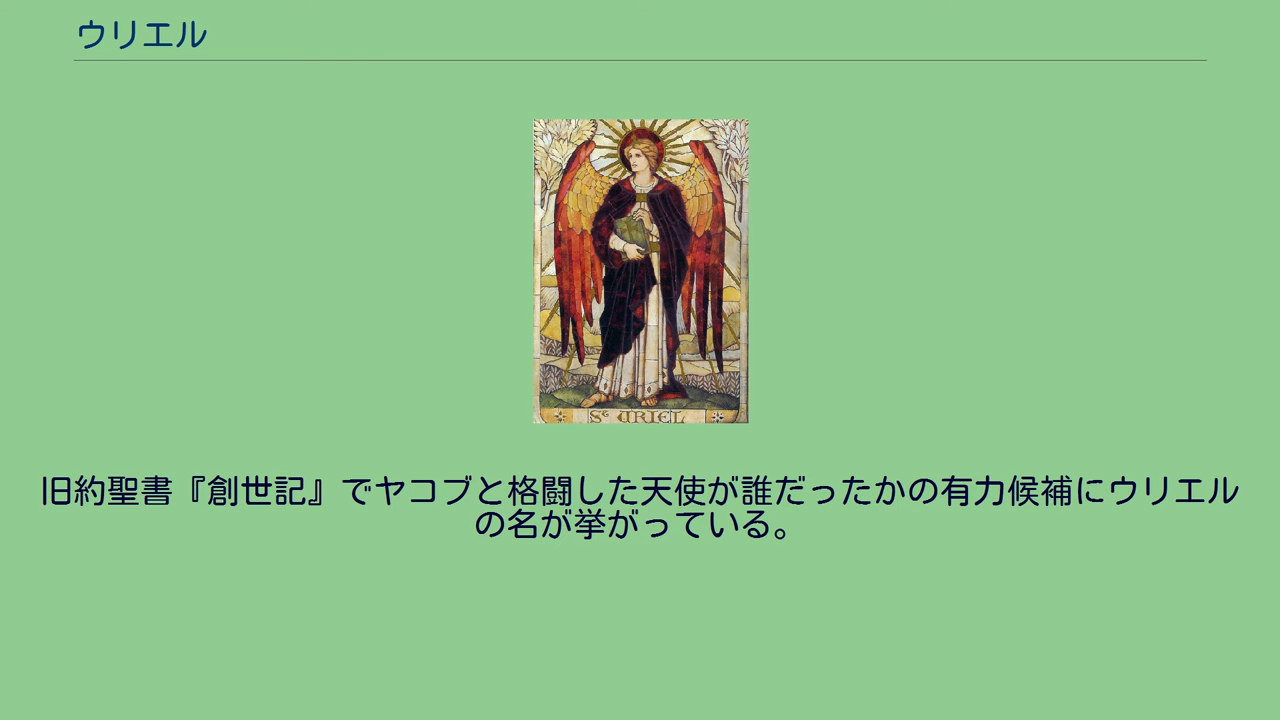 ウリエル
Sᵗ URIEL
旧約聖書『創世記』でヤコブと格闘した天使が誰だったかの有力候補にウリエル
の名が挙がっている。